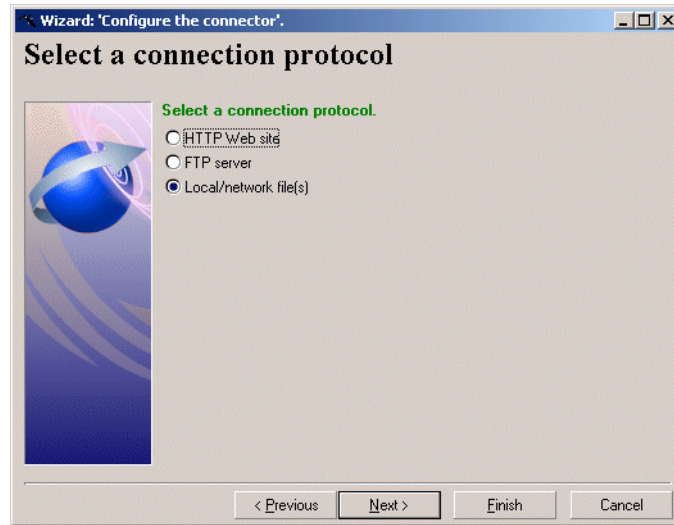 Wizard: 'Configure the connector'.
Select a connection protocol
Select a connection protocol.
HTTP Web site
FTP server
Local/network file(s)
< Previous
Next >
Finish
Cancel